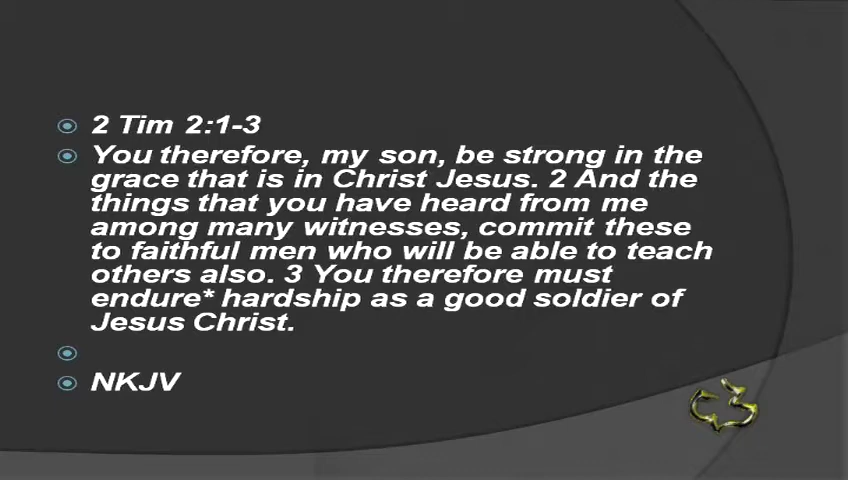 2 Tim 2:1-3
You therefore, my son, be strong in the
grace that is in Christ Jesus. 2 And the
things that you have heard from me
among many witnesses, commit these
to faithful men who will be able to teach
others also. 3 You therefore must
endure* hardship as a good soldier of
Jesus Christ.
NKJV
C3